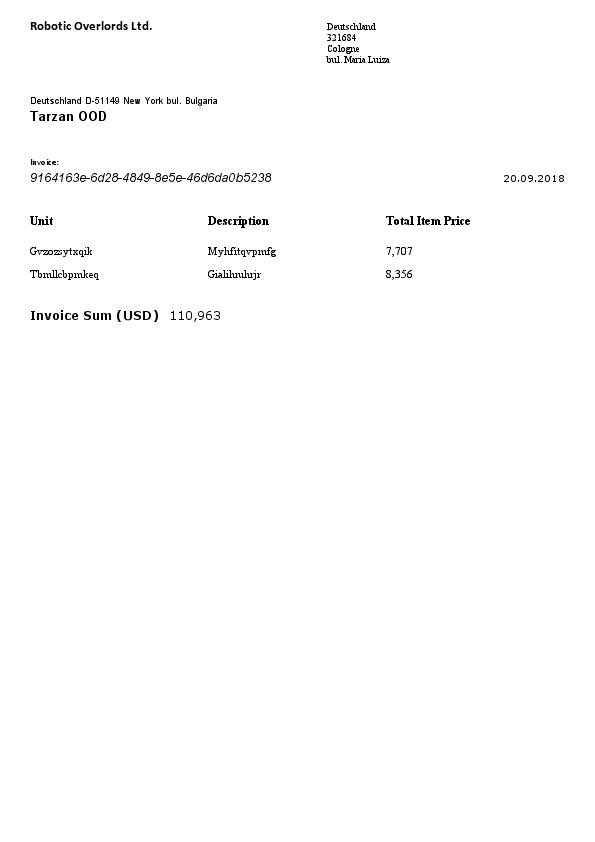 Robotic Overlords Ltd.
Deutschland
321684
Cologne
bul. Maria Luiza
Deutschland D-51149 New York bul. Bulgaria
Tarzan OOD
Invoice:
9164163e-6d28-4849-8e5e-46d6da0b5238
20.09.2018
Unit Description Total Item Price
Gvzozsytxqik Myhfitqvpmfg 7,707
Tbmllcbpmkeq Gialihruhrjr 8,356
Invoice Sum (USD) 110,963